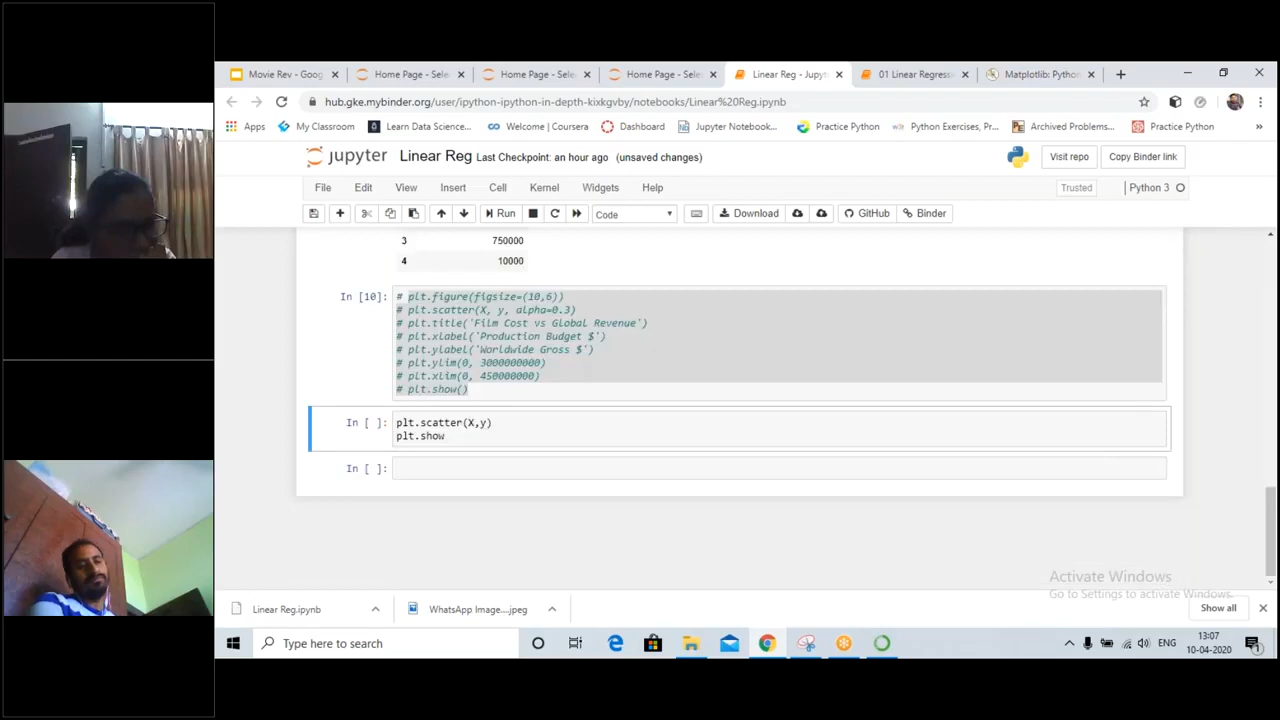 Movie Rev - Goog
Home Page - Sele
Home Page - Sele
Home Page - Sele
Linear Reg - Jupyt
01 Linear Regress
Matplotlib: Python
hub.gke.mybinder.org/user/ipython-ipython-in-depth-kixkgvby/notebooks/Linear%20Reg.ipynb
Apps
My Classroom
Learn Data Science...
Welcome | Coursera
Dashboard
Jupyter Notebook...
Practice Python
Python Exercises, Pr...
Archived Problems...
Practice Python
»
jupyter Linear Reg Last Checkpoint: an hour ago (unsaved changes)
Visit repo
Copy Binder link
File Edit View Insert Cell Kernel Widgets Help
Trusted
Python 3
Run
Code
Download
GitHub
Binder
3 750000
4 10000
In [10]:
# plt.figure(figsize=(10,6))
# plt.scatter(X, y, alpha=0.3)
# plt.title('Film Cost vs Global Revenue')
# plt.xlabel('Production Budget $')
# plt.ylabel('Worldwide Gross $')
# plt.ylim(0, 3000000000)
# plt.xlim(0, 450000000)
# plt.show()
In [ ]:
plt.scatter(X,y)
plt.show
In [ ]:
Activate Windows
Go to Settings to activate Windows.
Linear Reg.ipynb
WhatsApp Image....jpeg
Show all
Type here to search
ENG
13:07
10-04-2020
1